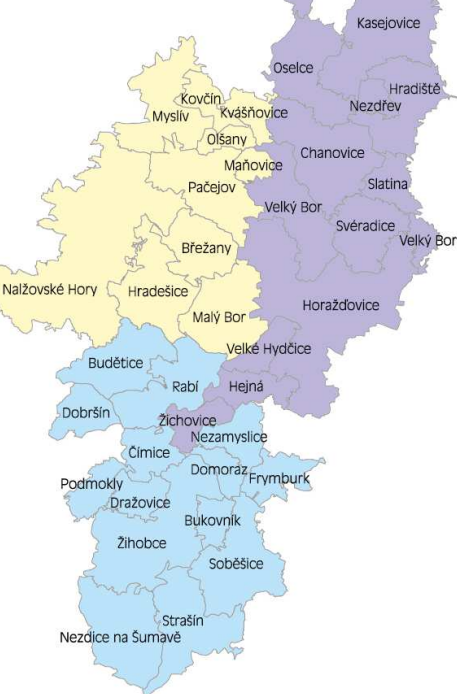 Kasejovice
Oselce
Hradiště
Kovčín
Nezdřev
Kvášňovice
Myslív
Olšany
Chanovice
Maňovice
Slatina
Pačejov
Velký Bor
Svéradice
Velký Bor
Břežany
Nalžovské Hory
Hradešice
Horažďovice
Malý Bor
Velké Hydčice
Budětice
Rabí
Hejná
Dobršín
Žichovice
Nezamyslice
Čímice
Domoraz
Frymburk
Podmokly
Dražovice
Bukovník
Žihobce
Soběšice
Strašín
Nezdice na Šumavě